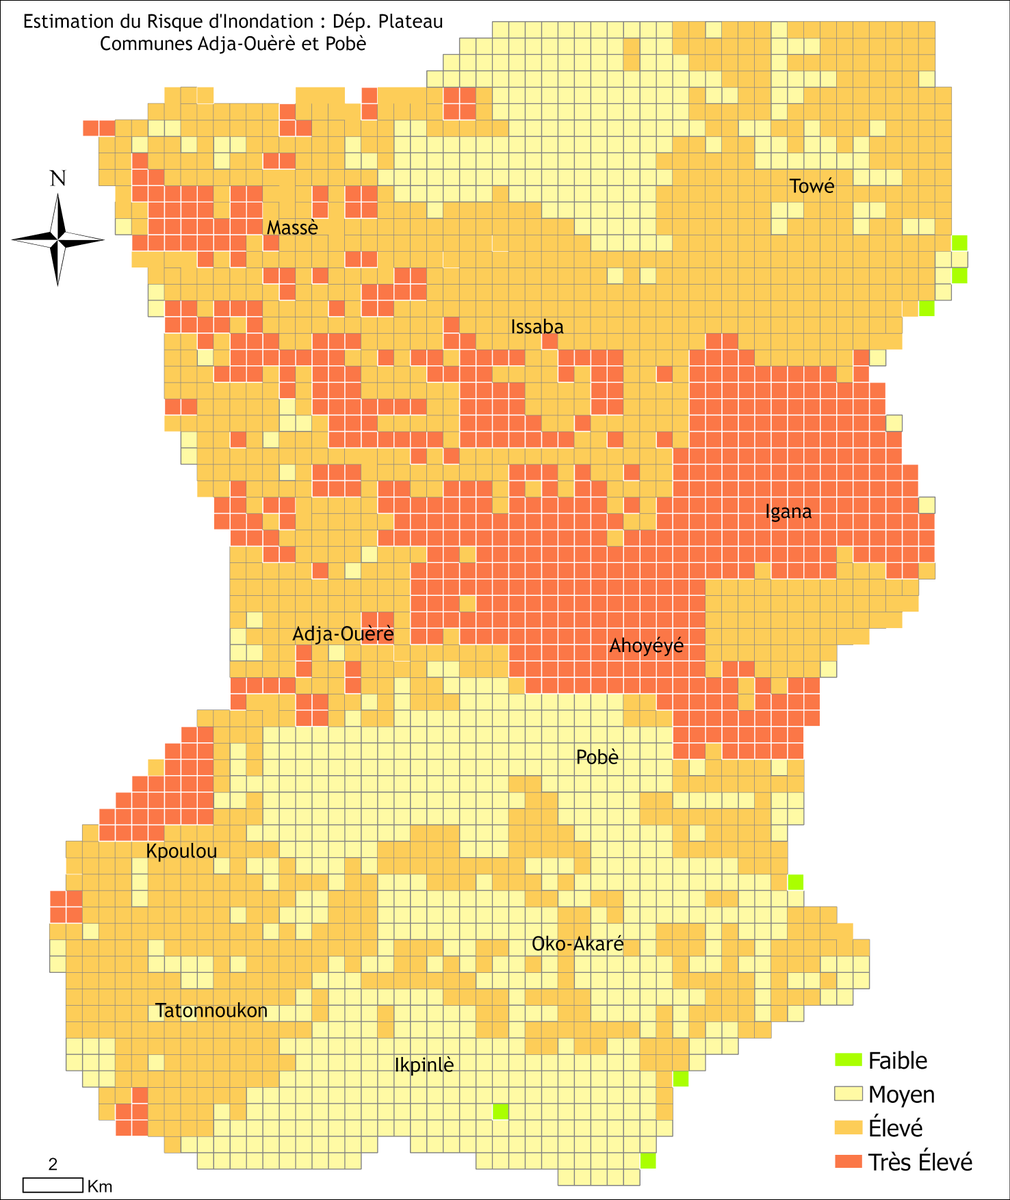 Estimation du Risque d'Inondation : Dép. Plateau
Communes Adja-Ouèrè et Pobè
N
Towé
Massè
Issaba
Igana
Adja-Ouèrè
Ahoyéyé
Pobè
Kpoulou
Oko-Akaré
Tatonnoukon
Ikpinlè
Faible
Moyen
Élevé
Très Élevé
2
Km